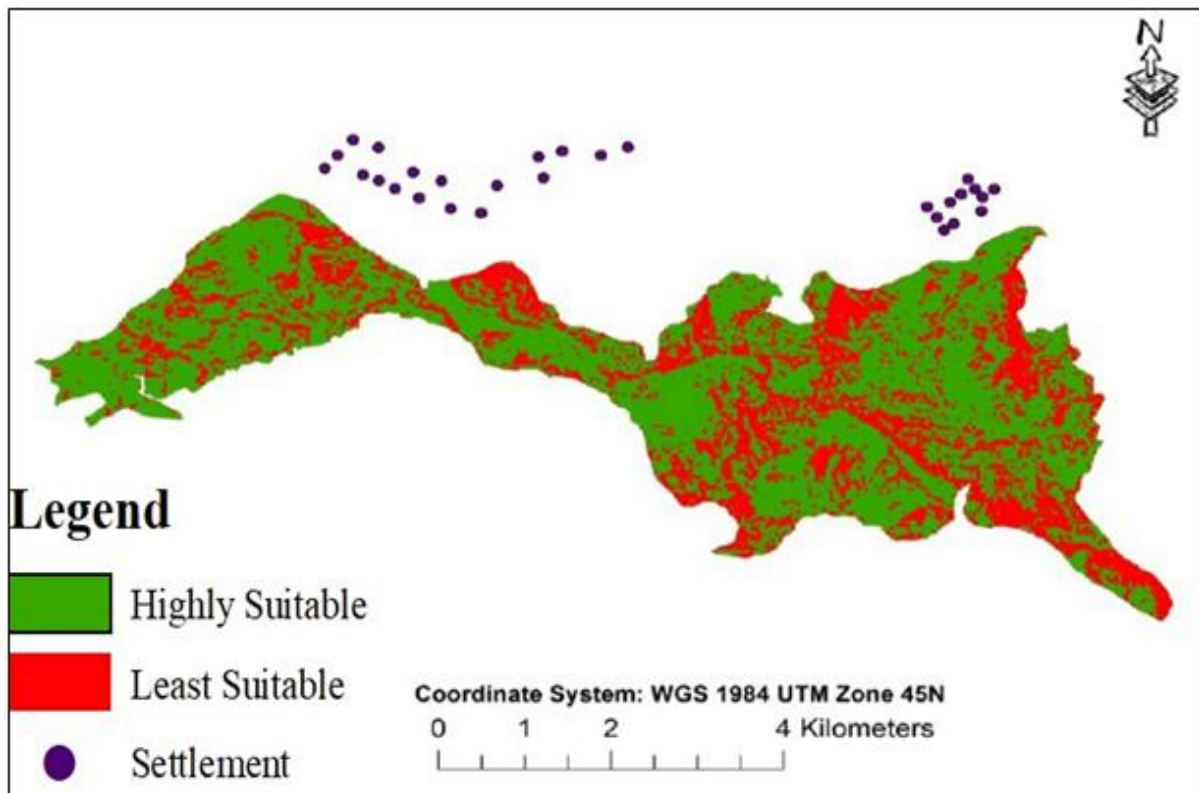 N
Legend
Highly Suitable
Least Suitable
Settlement
Coordinate System: WGS 1984 UTM Zone 45N
0 1 2 4 Kilometers